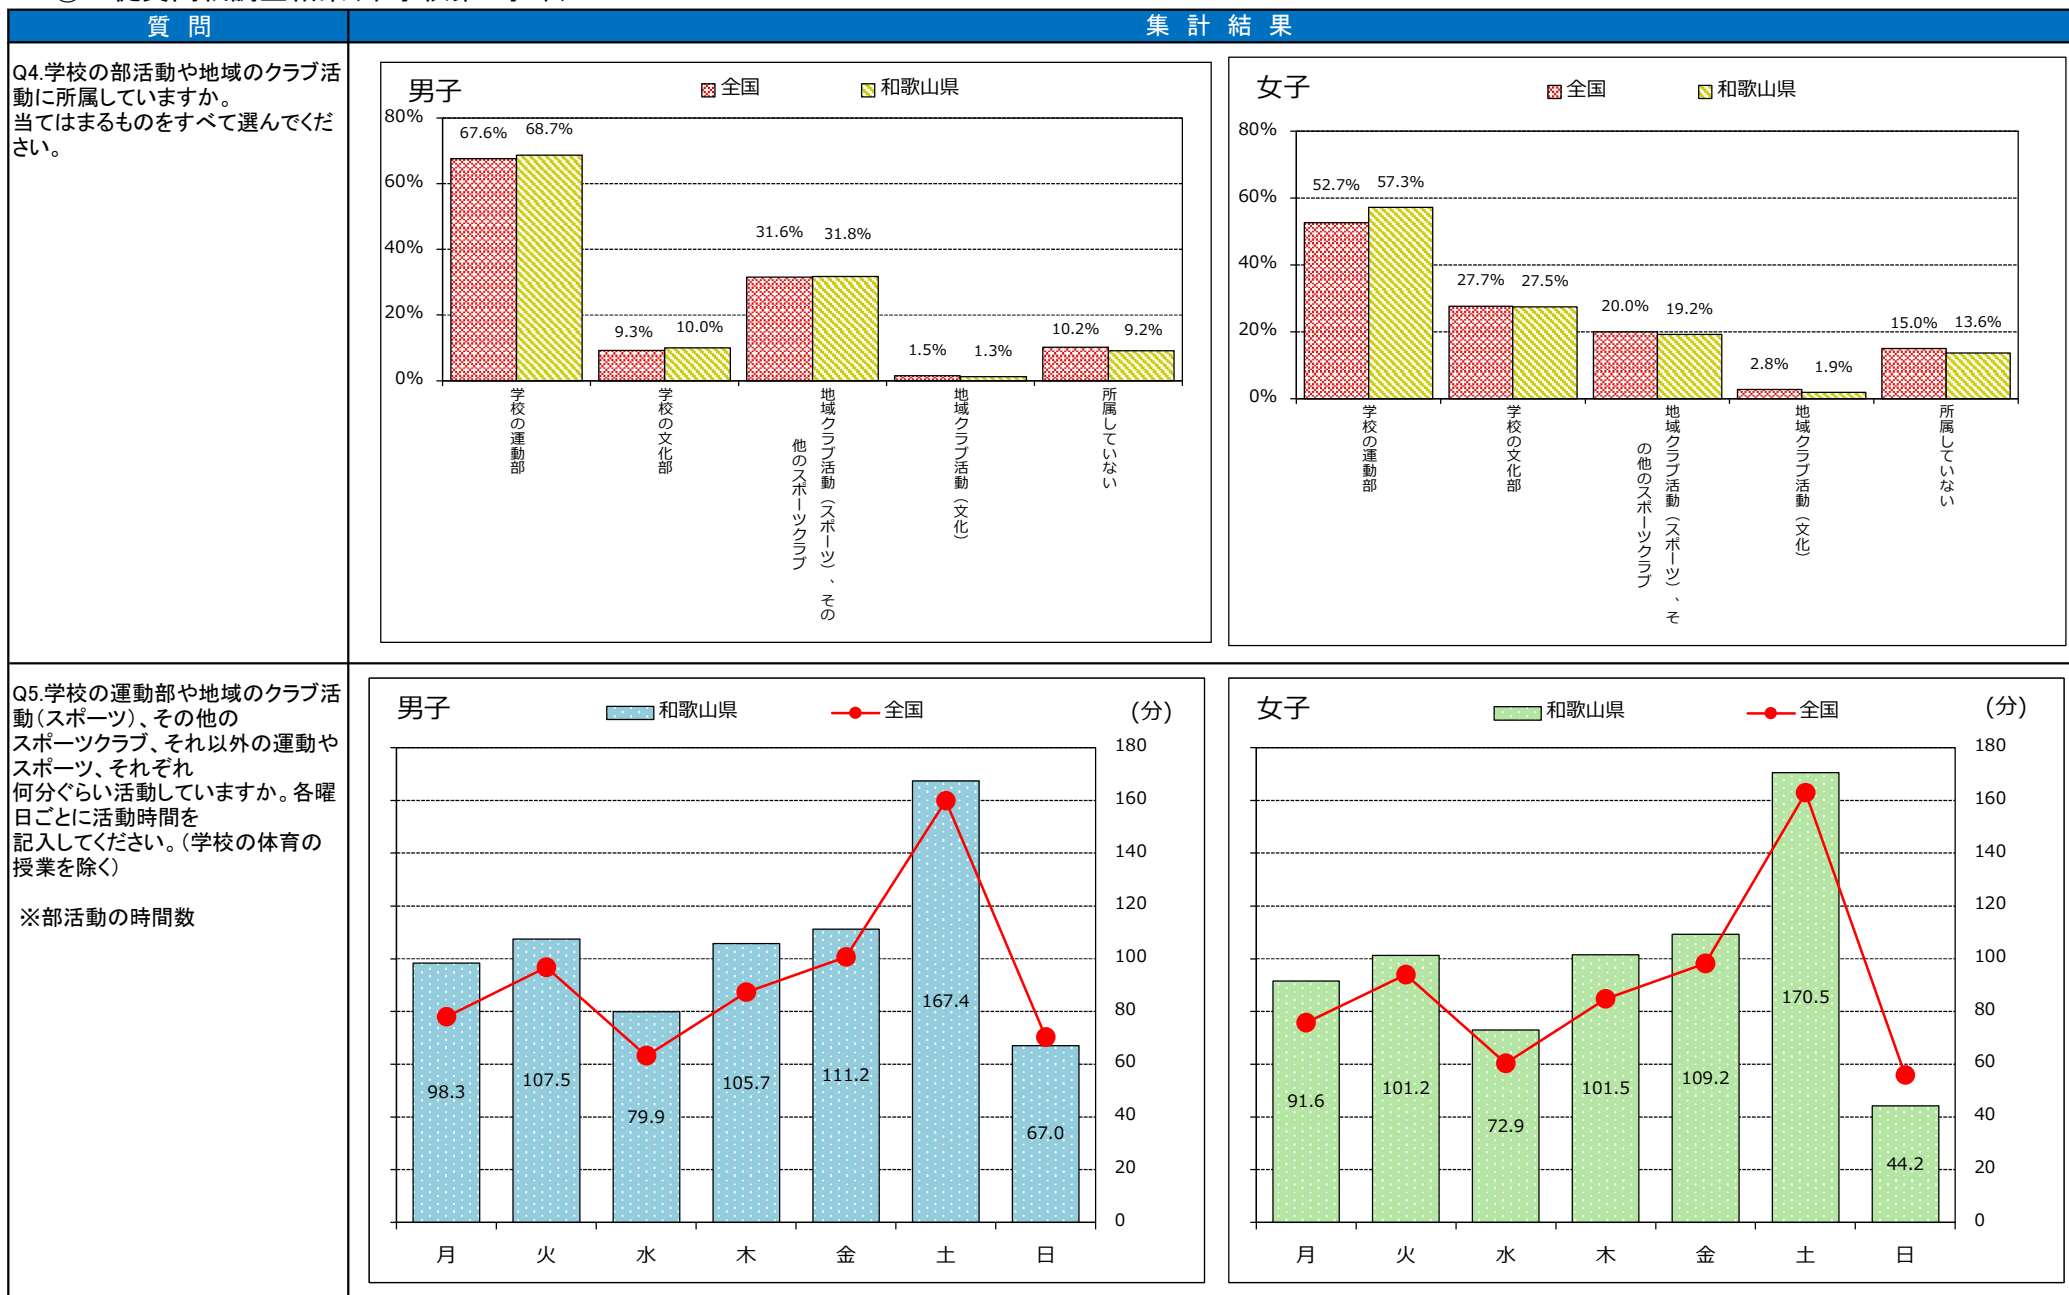 質 問
集 計 結 果
Q4.学校の部活動や地域のクラブ活
動に所属していますか。
当てはまるものをすべて選んでくだ
さい。
男子
全国
和歌山県
80%
60%
40%
20%
0%
67.6%
68.7%
9.3%
10.0%
31.6%
31.8%
1.5%
1.3%
10.2%
9.2%
学校の運動部
学校の文化部
地域クラブ活動（スポーツ）、その
他のスポーツクラブ
地域クラブ活動（文化）
所属していない
女子
全国
和歌山県
80%
60%
40%
20%
0%
52.7%
57.3%
27.7%
27.5%
20.0%
19.2%
2.8%
1.9%
15.0%
13.6%
学校の運動部
学校の文化部
地域クラブ活動（スポーツ）、そ
の他のスポーツクラブ
地域クラブ活動（文化）
所属していない
Q5.学校の運動部や地域のクラブ活
動（スポーツ）、その他の
スポーツクラブ、それ以外の運動や
スポーツ、それぞれ
何分ぐらい活動していますか。各曜
日ごとに活動時間を
記入してください。（学校の体育の
授業を除く）
※部活動の時間数
男子
和歌山県
全国
(分)
180
160
140
120
100
80
60
40
20
0
98.3
107.5
79.9
105.7
111.2
167.4
67.0
月 火 水 木 金 土 日
女子
和歌山県
全国
(分)
180
160
140
120
100
80
60
40
20
0
91.6
101.2
72.9
101.5
109.2
170.5
44.2
月 火 水 木 金 土 日